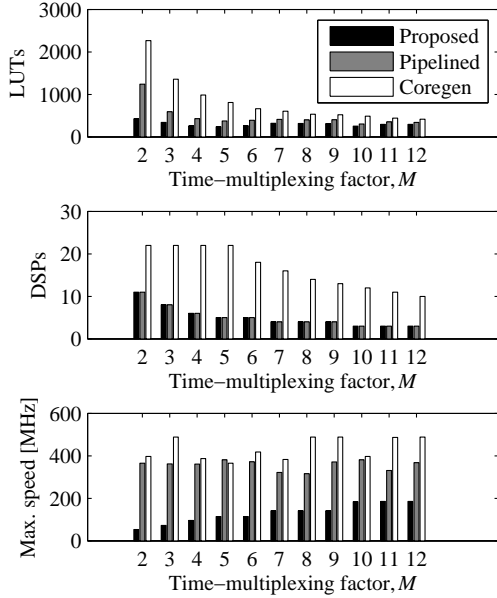 3000
2000
1000
0
LUTs
Proposed
Pipelined
Coregen
2 3 4 5 6 7 8 9 10 11 12
Time−multiplexing factor, M
30
20
10
0
DSPs
2 3 4 5 6 7 8 9 10 11 12
Time−multiplexing factor, M
600
400
200
0
Max. speed [MHz]
2 3 4 5 6 7 8 9 10 11 12
Time−multiplexing factor, M